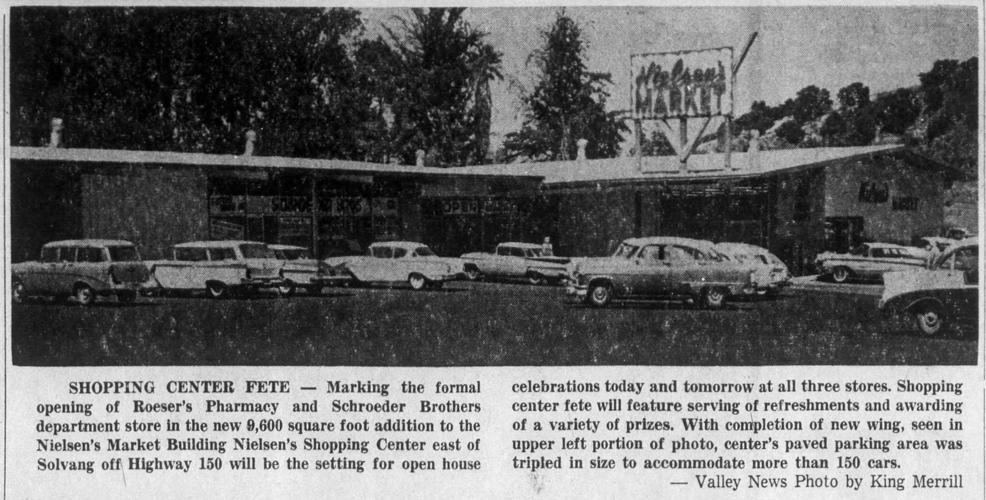 Nielsen's
MARKET
SCHROEDER BROS
Nielsen's
MARKET
SHOPPING CENTER FETE — Marking the formal
opening of Roeser's Pharmacy and Schroeder Brothers
department store in the new 9,600 square foot addition to the
Nielsen's Market Building Nielsen's Shopping Center east of
Solvang off Highway 150 will be the setting for open house
celebrations today and tomorrow at all three stores. Shopping
center fete will feature serving of refreshments and awarding
of a variety of prizes. With completion of new wing, seen in
upper left portion of photo, center's paved parking area was
tripled in size to accommodate more than 150 cars.
— Valley News Photo by King Merrill